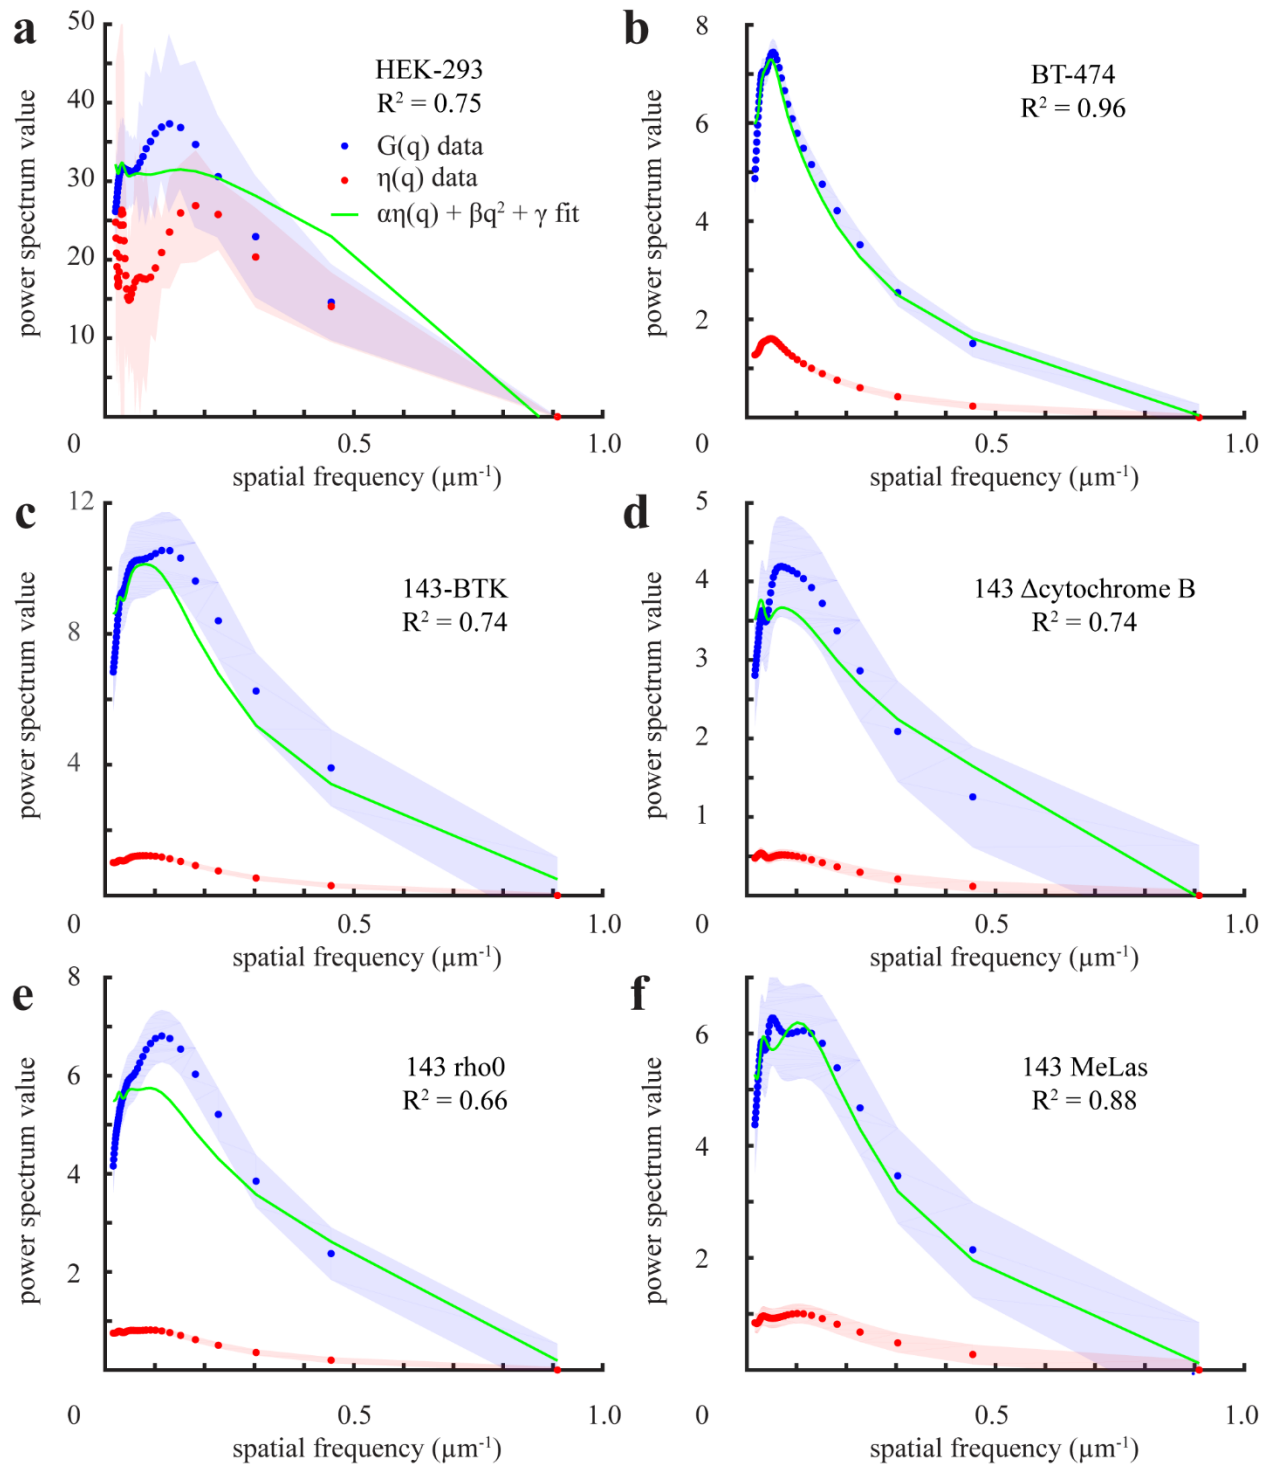 a
HEK-293
R² = 0.75
G(q) data
η(q) data
αη(q) + βq² + γ fit
power spectrum value
50
40
30
20
10
0
0.5
1.0
spatial frequency (µm⁻¹)
b
BT-474
R² = 0.96
power spectrum value
8
6
4
2
0
0.5
1.0
spatial frequency (µm⁻¹)
c
143-BTK
R² = 0.74
power spectrum value
12
10
8
4
0
0.5
1.0
spatial frequency (µm⁻¹)
d
143 Δcytochrome B
R² = 0.74
power spectrum value
5
4
3
2
1
0
0.5
1.0
spatial frequency (µm⁻¹)
e
143 rho0
R² = 0.66
power spectrum value
8
6
4
2
0
0.5
1.0
spatial frequency (µm⁻¹)
f
143 MeLas
R² = 0.88
power spectrum value
6
4
2
0
0.5
1.0
spatial frequency (µm⁻¹)